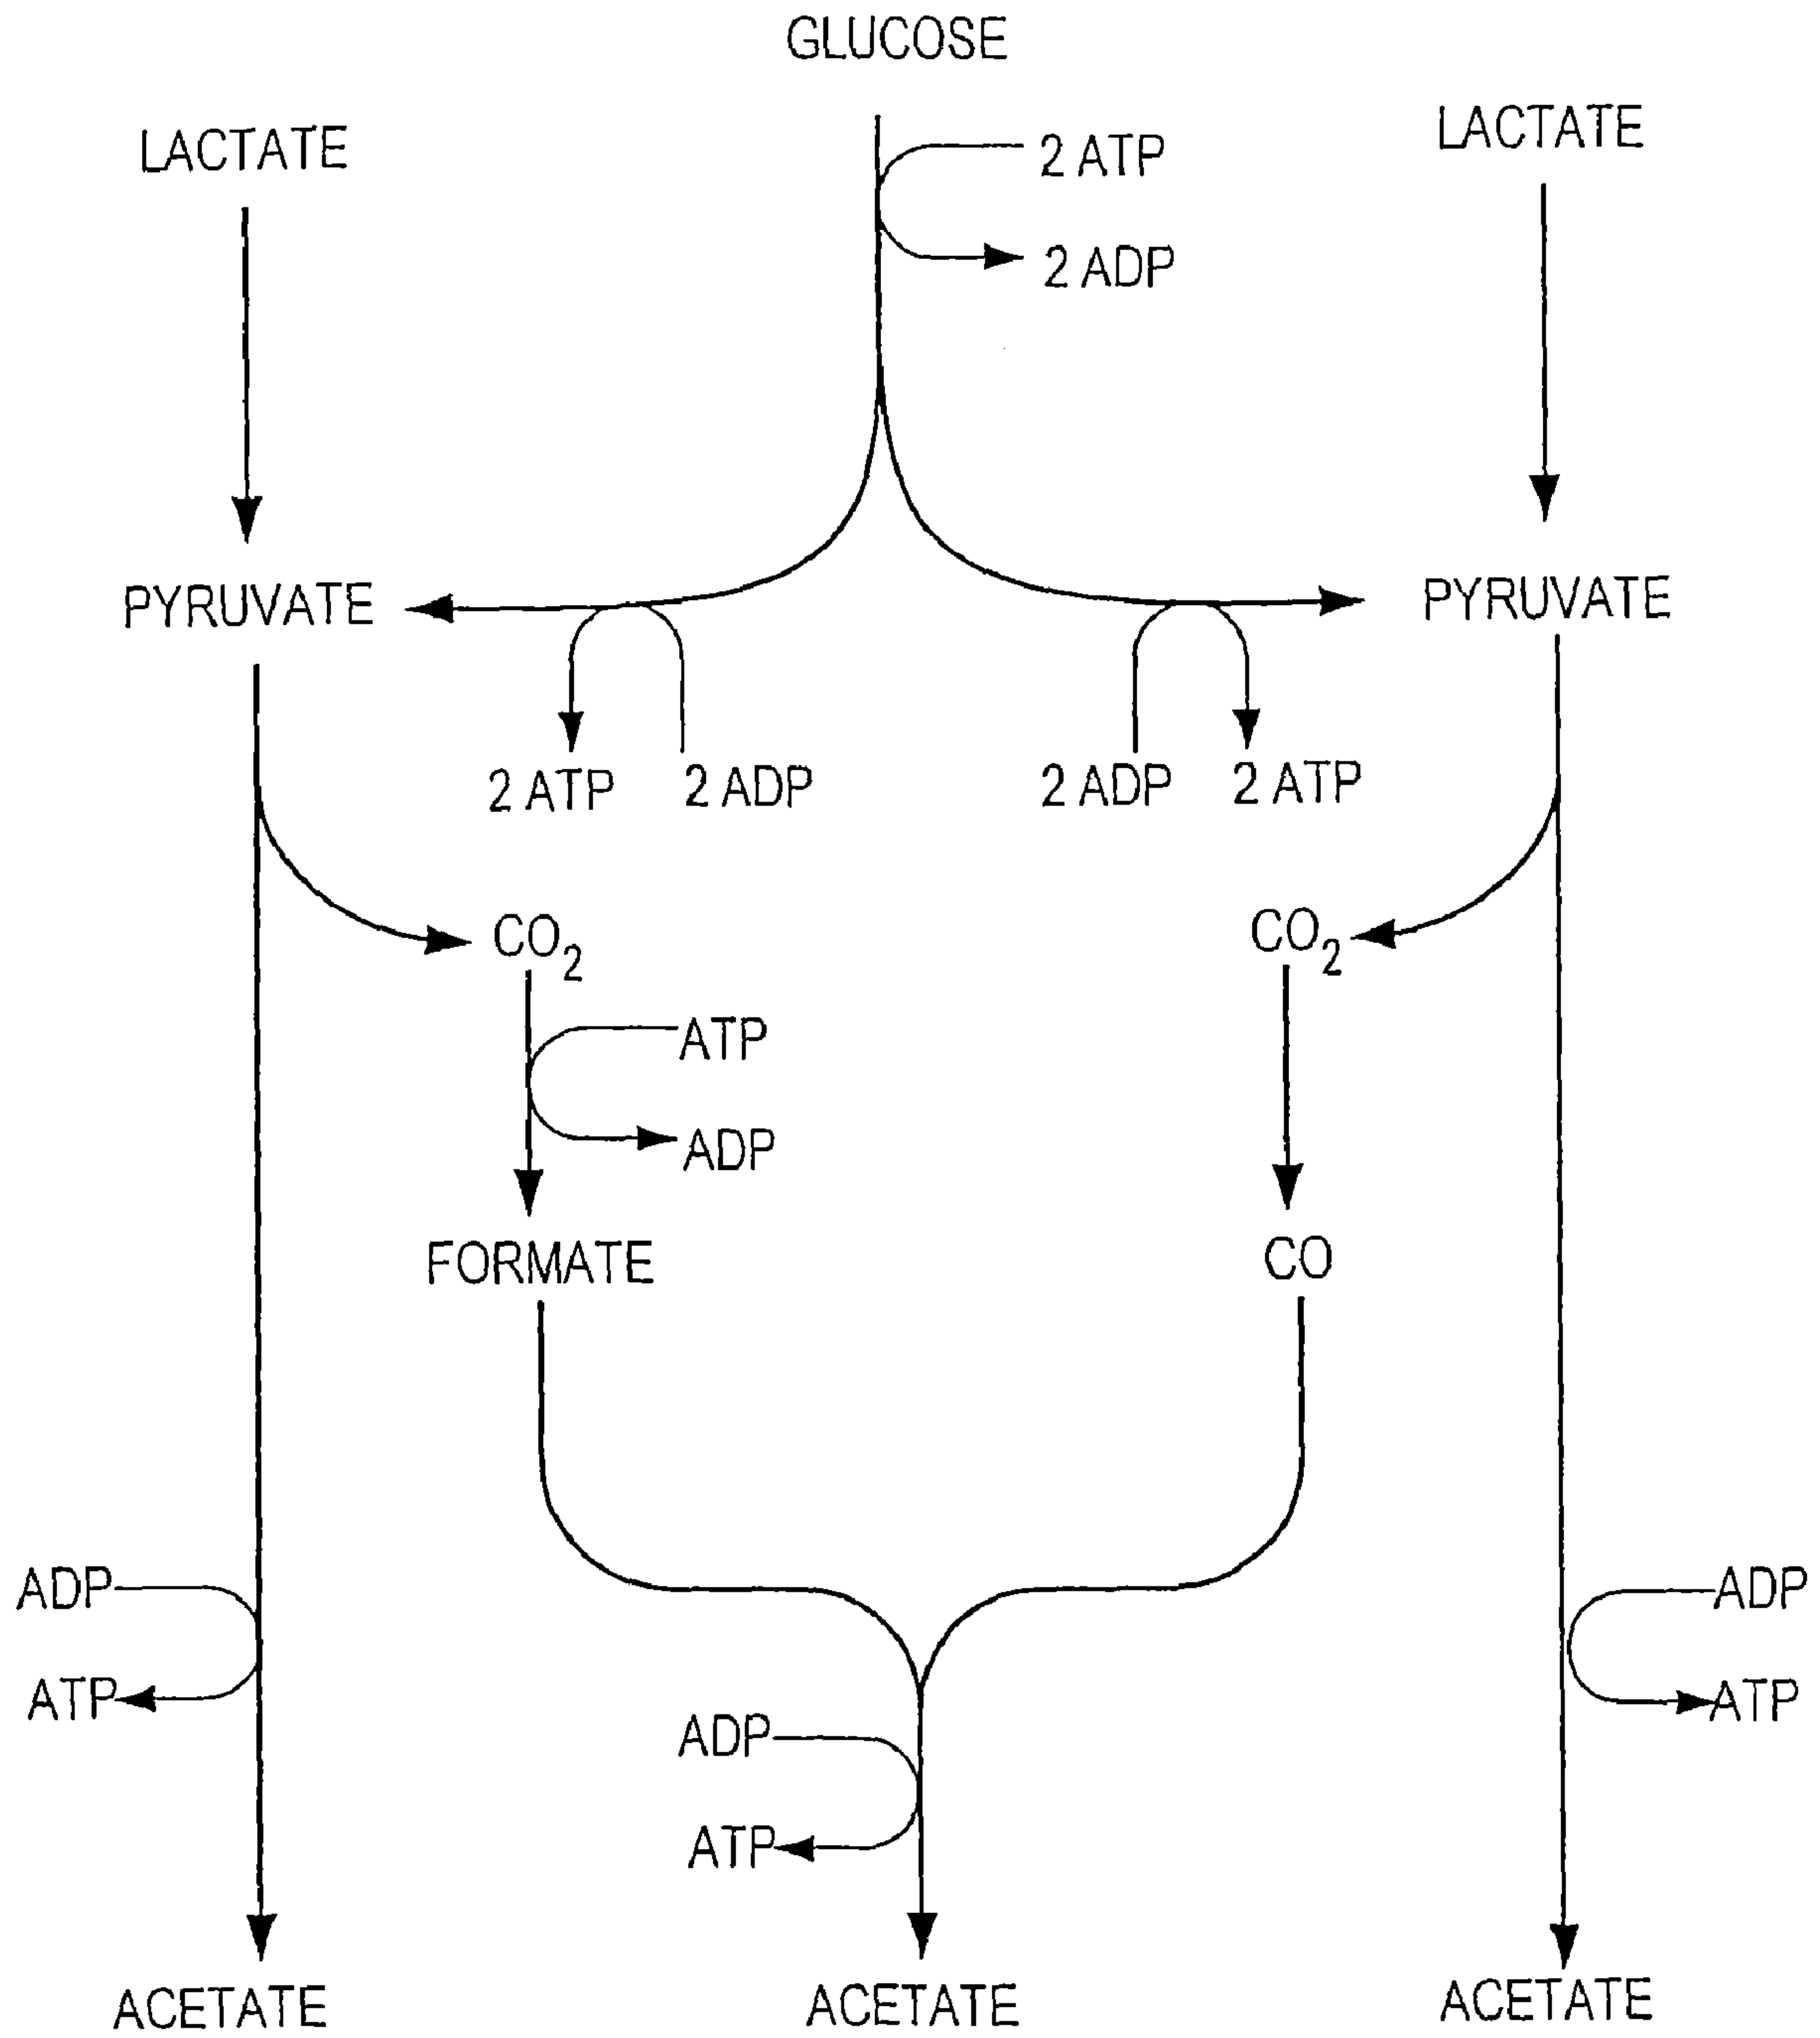 GLUCOSE
LACTATE
LACTATE
2 ATP
2 ADP
PYRUVATE
PYRUVATE
2 ATP
2 ADP
2 ADP
2 ATP
CO2
CO2
ATP
ADP
FORMATE
CO
ADP
ADP
ATP
ATP
ADP
ATP
ACETATE
ACETATE
ACETATE